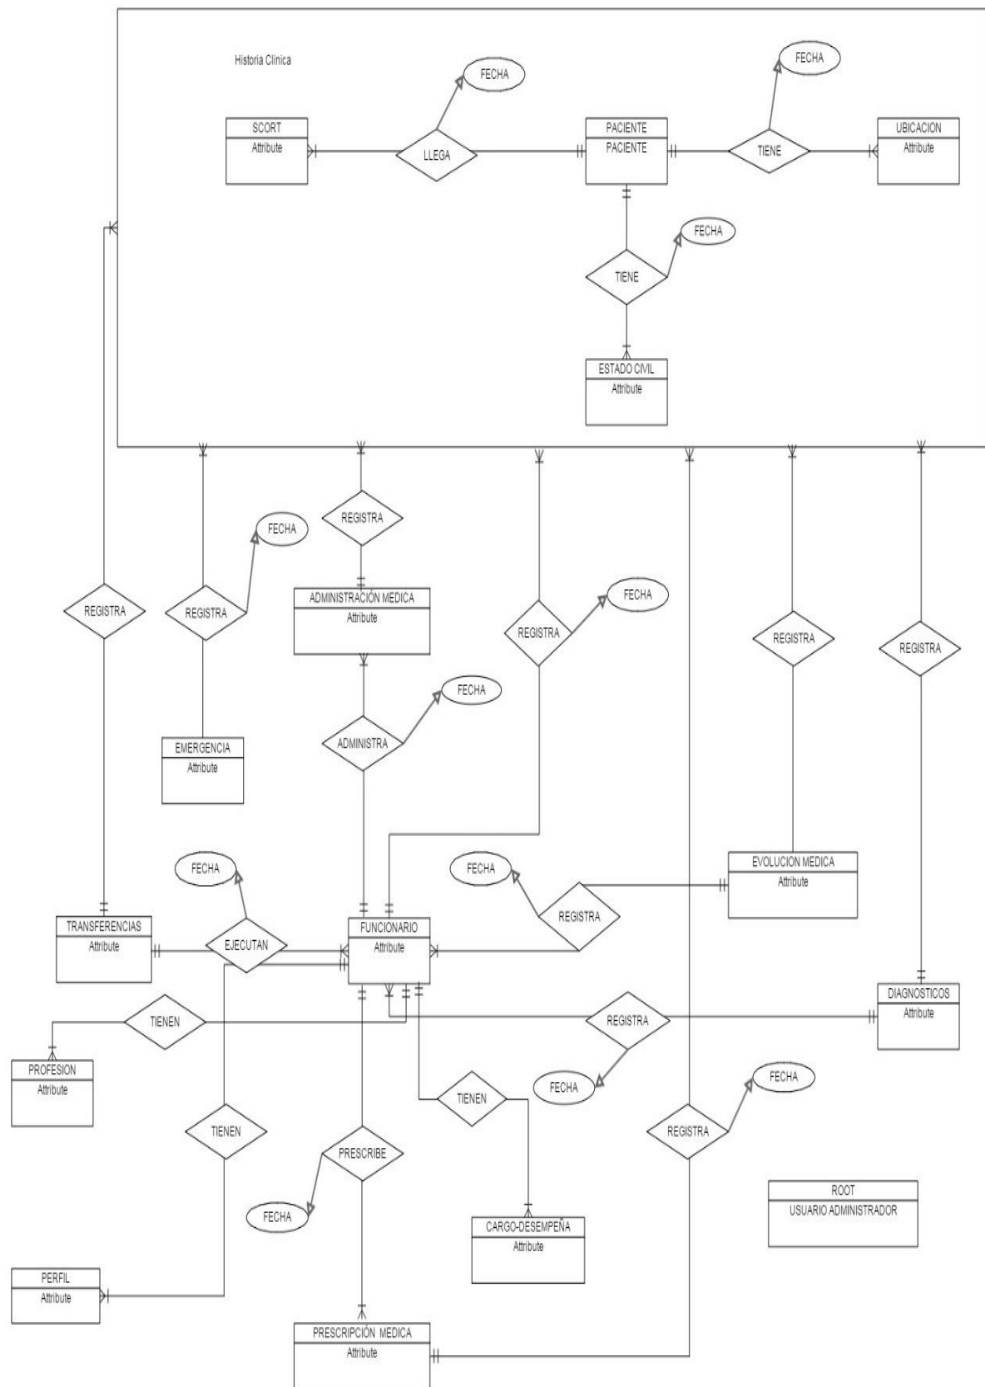 Historia Clínica
FECHA
FECHA
SCORT
Attribute
LLEGA
PACIENTE
PACIENTE
TIENE
UBICACION
Attribute
FECHA
TIENE
ESTADO CIVIL
Attribute
REGISTRA
FECHA
REGISTRA
REGISTRA
ADMINISTRACIÓN MEDICA
Attribute
FECHA
REGISTRA
REGISTRA
REGISTRA
FECHA
ADMINISTRA
EMERGENCIA
Attribute
FECHA
FECHA
EVOLUCION MEDICA
Attribute
TRANSFERENCIAS
Attribute
EJECUTAN
FUNCIONARIO
Attribute
REGISTRA
DIAGNOSTICOS
Attribute
TIENEN
REGISTRA
PROFESION
Attribute
FECHA
TIENEN
FECHA
TIENEN
PRESCRIBE
REGISTRA
FECHA
CARGO-DESEMPEÑA
Attribute
ROOT
USUARIO ADMINISTRADOR
PERFIL
Attribute
PRESCRIPCIÓN MEDICA
Attribute